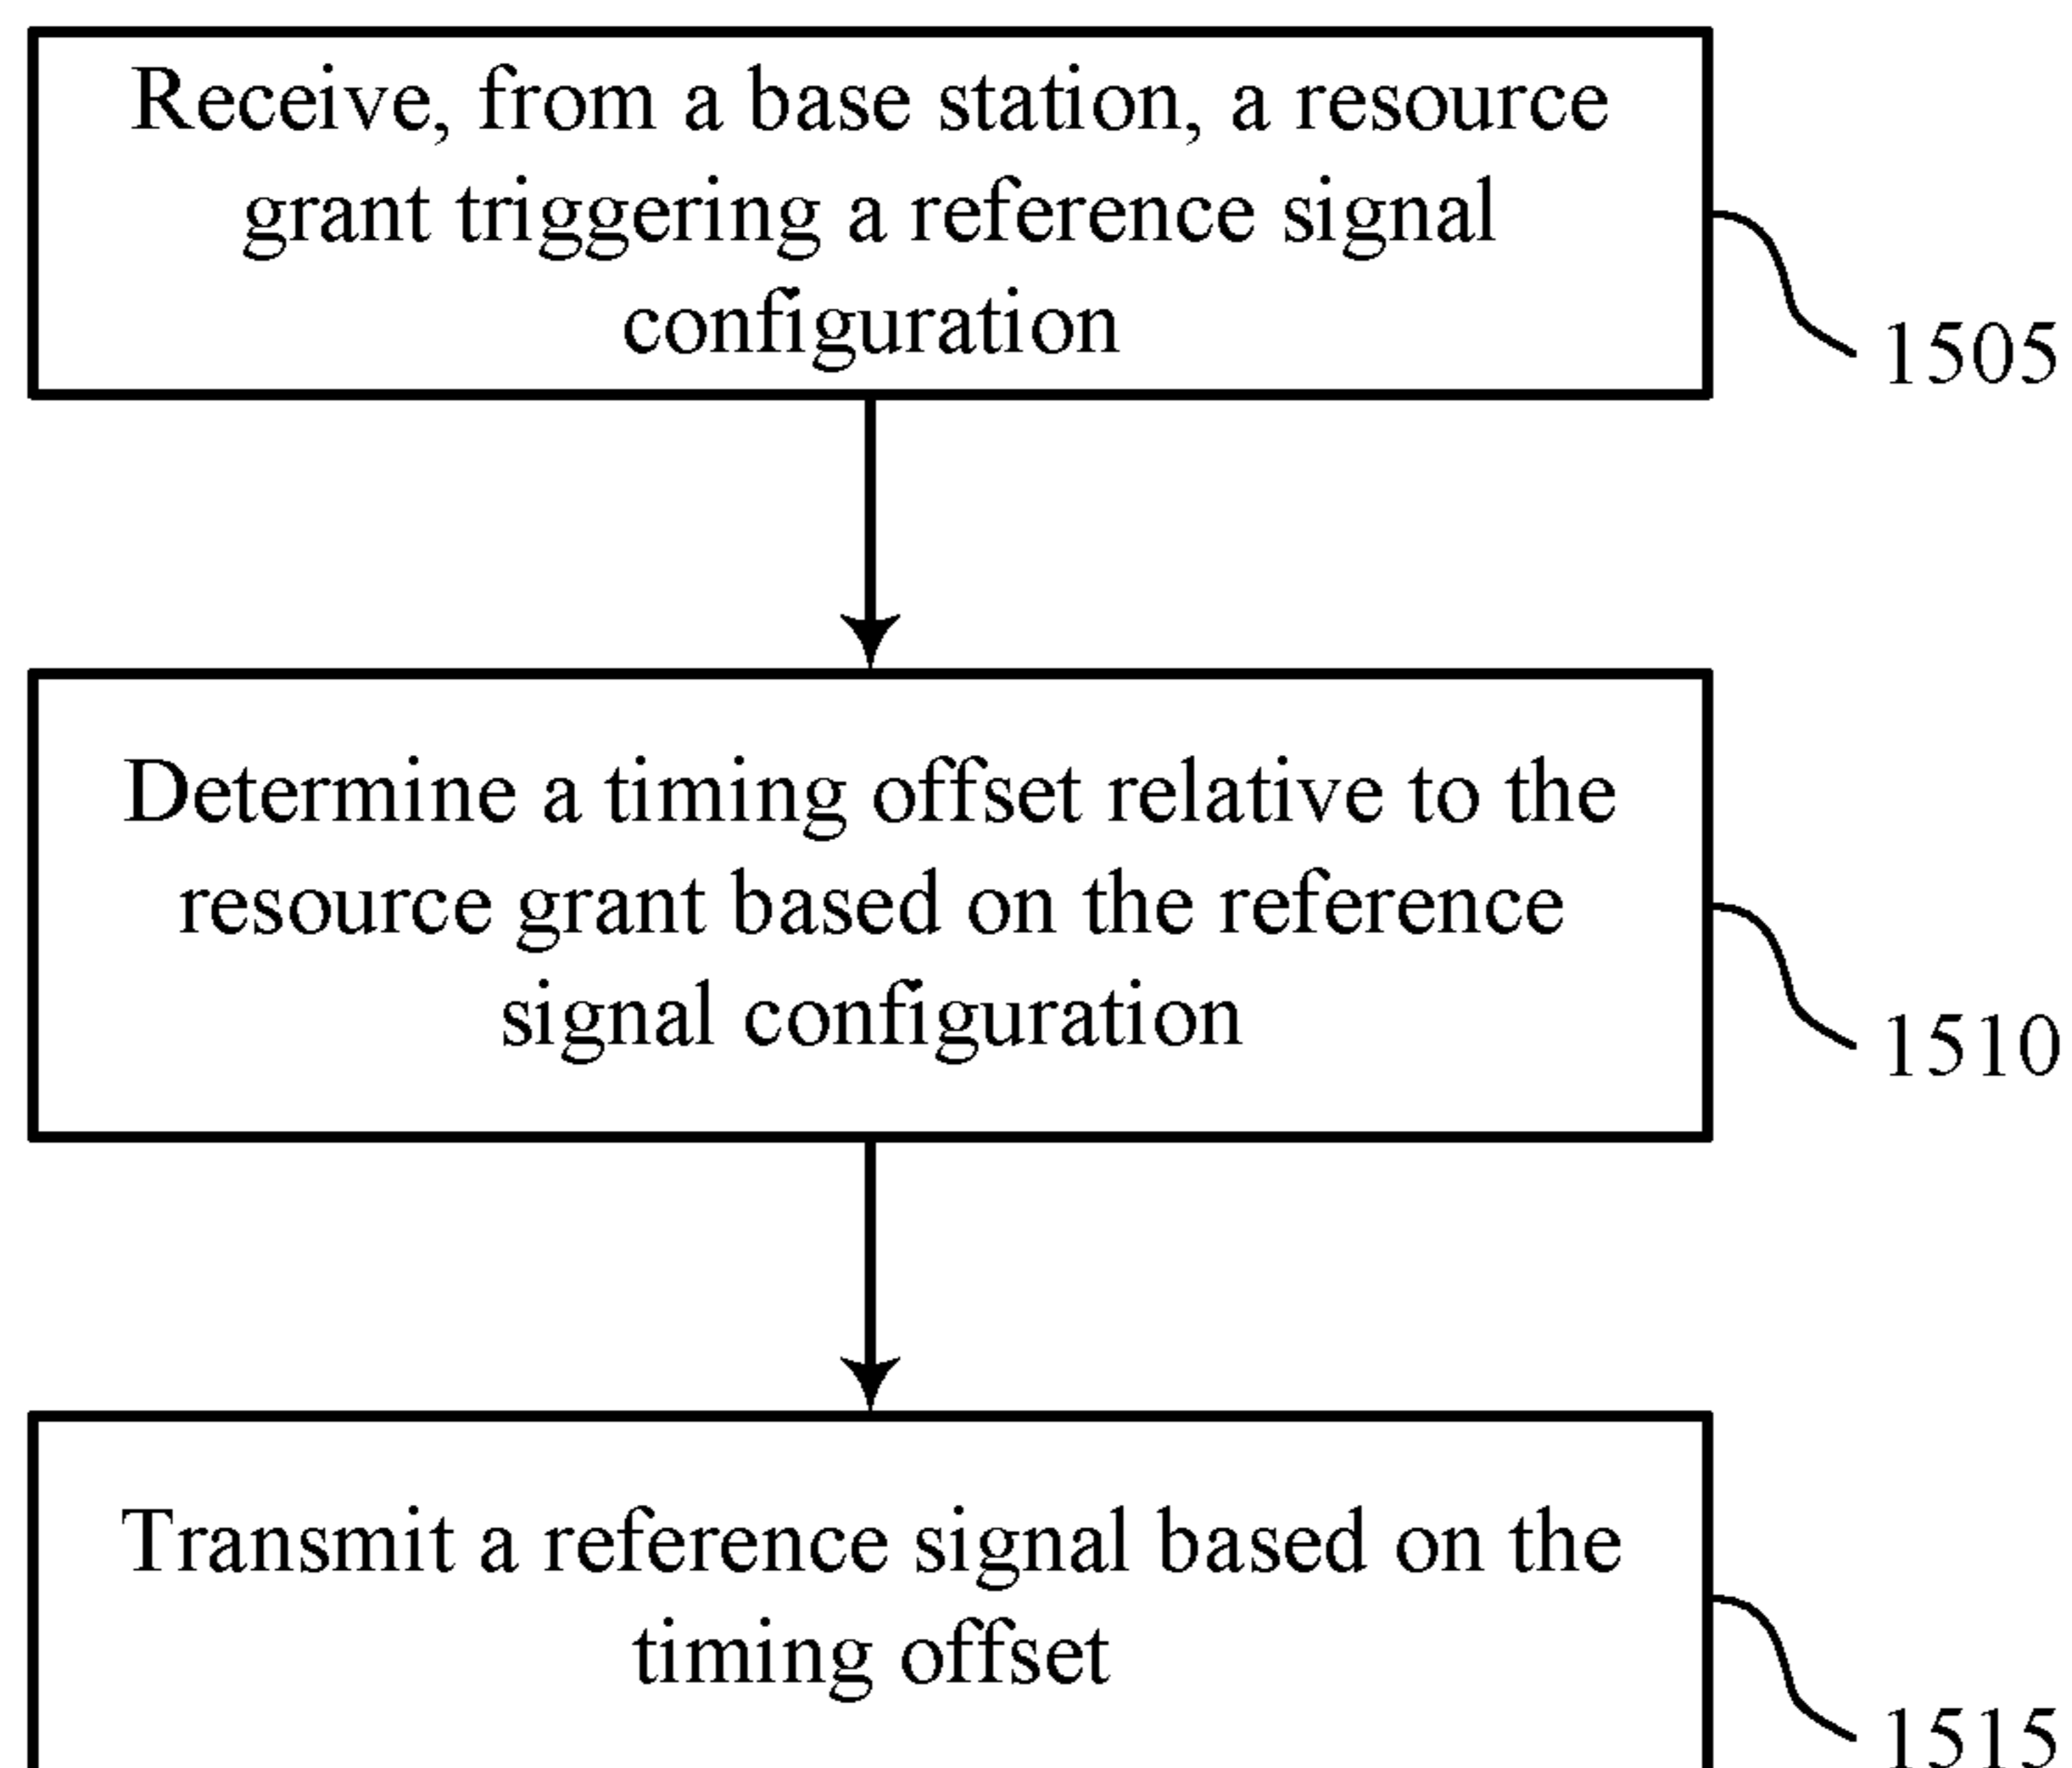 Receive, from a base station, a resource
grant triggering a reference signal
configuration
1505
Determine a timing offset relative to the
resource grant based on the reference
signal configuration
1510
Transmit a reference signal based on the
timing offset
1515